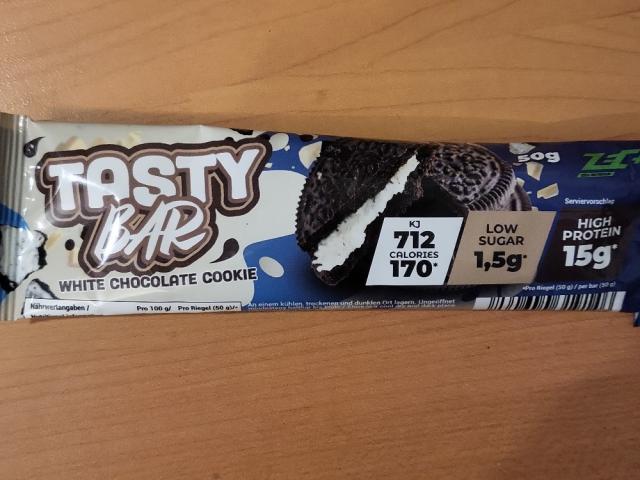 TASTY
BAR
WHITE CHOCOLATE COOKIE
50g
Serviervorschlag
KJ
712
CALORIES
170*
LOW
SUGAR
1,5g*
HIGH
PROTEIN
15g*
*Pro Riegel (50 g) / per bar (50 g)
Nährwertangaben /
Pro 100 g/ Pro Riegel (50 g)/*
An einem kühlen, trockenen und dunklen Ort lagern. Ungeöffnet